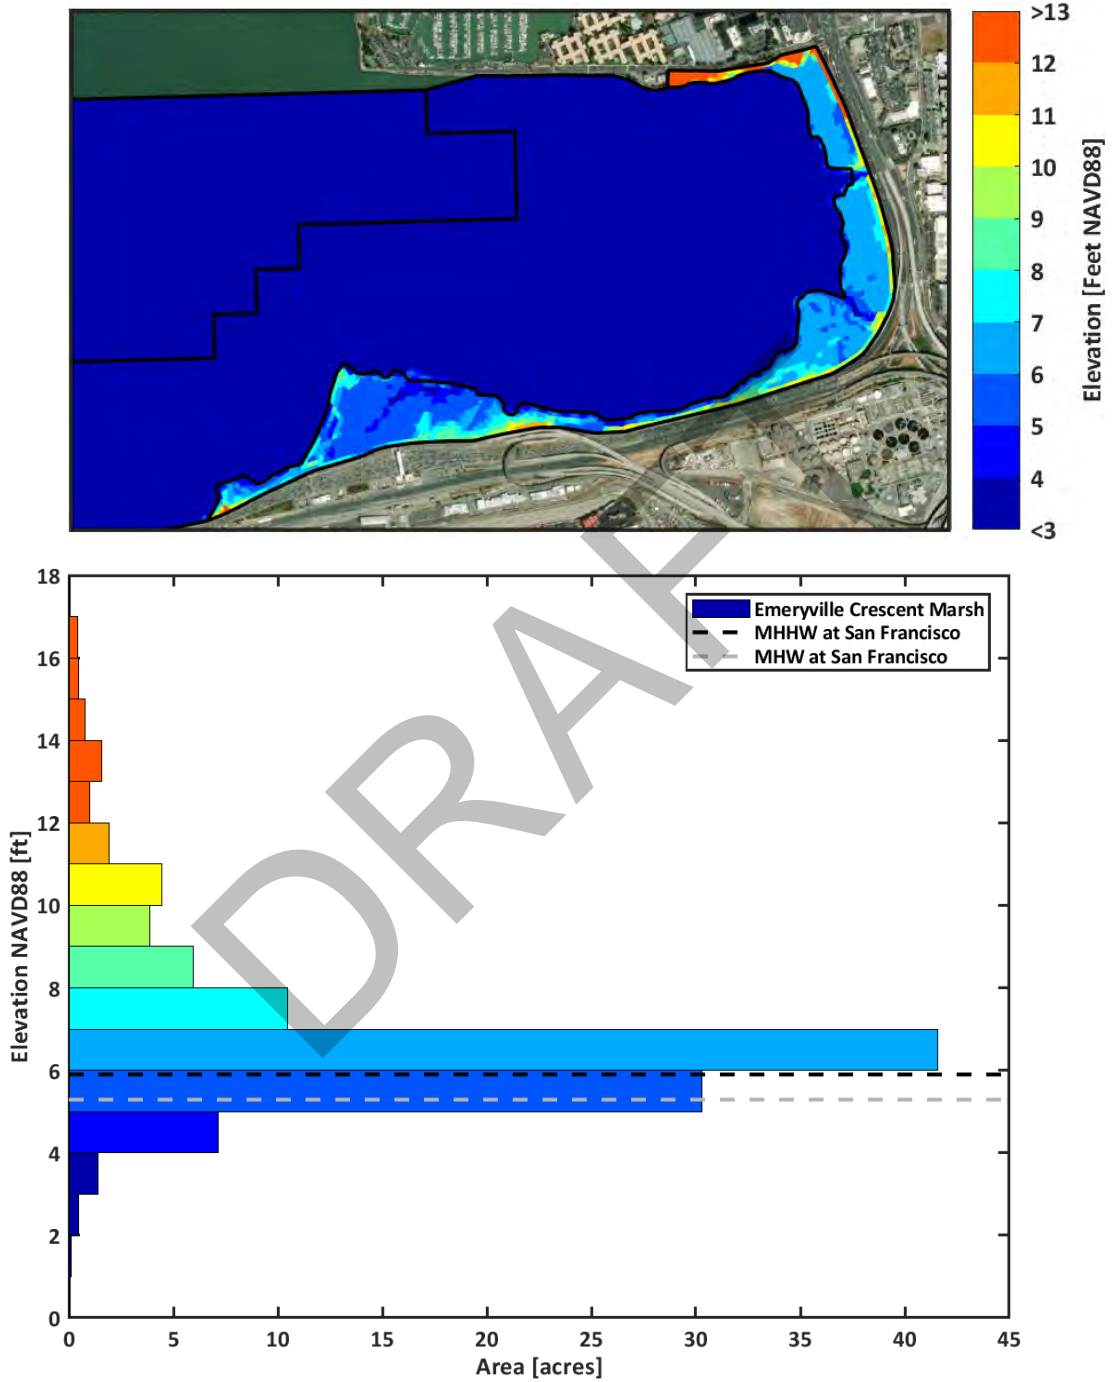 >13
12
11
10
9
8
7
6
5
4
<3
Elevation [Feet NAVD88]
18
16
14
12
10
8
6
4
2
0
Elevation NAVD88 [ft]
Emeryville Crescent Marsh
MHHW at San Francisco
MHW at San Francisco
DRAFT
0 5 10 15 20 25 30 35 40 45
Area [acres]